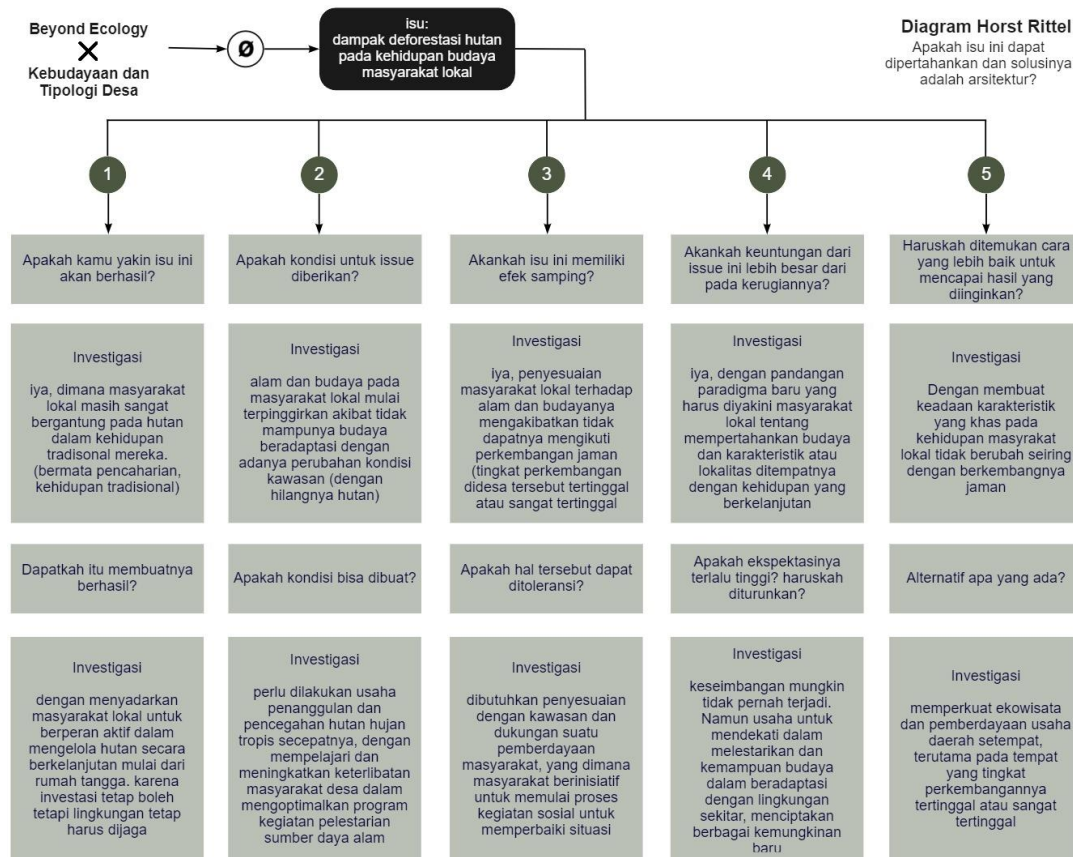 Beyond Ecology
Kebudayaan dan
Tipologi Desa
Ø
isu:
dampak deforestasi hutan
pada kehidupan budaya
masyarakat lokal
Diagram Horst Rittel
Apakah isu ini dapat
dipertahankan dan solusinya
adalah arsitektur?
1
2
3
4
5
Apakah kamu yakin isu ini
akan berhasil?
Apakah kondisi untuk issue
diberikan?
Akankah isu ini memiliki
efek samping?
Akankah keuntungan dari
issue ini lebih besar dari
pada kerugiannya?
Haruskah ditemukan cara
yang lebih baik untuk
mencapai hasil yang
diinginkan?
Investigasi
iya, dimana masyarakat
lokal masih sangat
bergantung pada hutan
dalam kehidupan
tradisonal mereka.
(bermata pencaharian,
kehidupan tradisional)
Investigasi
alam dan budaya pada
masyarakat lokal mulai
terpinggirkan akibat tidak
mampunya budaya
beradaptasi dengan
adanya perubahan kondisi
kawasan (dengan
hilangnya hutan)
Investigasi
iya, penyesuaian
masyarakat lokal terhadap
alam dan budayanya
mengakibatkan tidak
dapatnya mengikuti
perkembangan jaman
(tingkat perkembangan
didesa tersebut tertinggal
atau sangat tertinggal
Investigasi
iya, dengan pandangan
paradigma baru yang
harus diyakini masyarakat
lokal tentang
mempertahankan budaya
dan karakteristik atau
lokalitas ditempatnya
dengan kehidupan yang
berkelanjutan
Investigasi
Dengan membuat
keadaan karakteristik
yang khas pada
kehidupan masyrakat
lokal tidak berubah seiring
dengan berkembangnya
jaman
Dapatkah itu membuatnya
berhasil?
Apakah kondisi bisa dibuat?
Apakah hal tersebut dapat
ditoleransi?
Apakah ekspektasinya
terlalu tinggi? haruskah
diturunkan?
Alternatif apa yang ada?
Investigasi
dengan menyadarkan
masyarakat lokal untuk
berperan aktif dalam
mengelola hutan secara
berkelanjutan mulai dari
rumah tangga. karena
investasi tetap boleh
tetapi lingkungan tetap
harus dijaga
Investigasi
perlu dilakukan usaha
penanggulan dan
pencegahan hutan hujan
tropis secepatnya, dengan
mempelajari dan
meningkatkan keterlibatan
masyarakat desa dalam
mengoptimalkan program
kegiatan pelestarian
sumber daya alam
Investigasi
dibutuhkan penyesuaian
dengan kawasan dan
dukungan suatu
pemberdayaan
masyarakat, yang dimana
masyarakat berinisiatif
untuk memulai proses
kegiatan sosial untuk
memperbaiki situasi
Investigasi
keseimbangan mungkin
tidak pernah terjadi.
Namun usaha untuk
mendekati dalam
melestarikan dan
kemampuan budaya
dalam beradaptasi
dengan lingkungan
sekitar, menciptakan
berbagai kemungkinan
baru
Investigasi
memperkuat ekowisata
dan pemberdayaan usaha
daerah setempat,
terutama pada tempat
yang tingkat
perkembangannya
tertinggal atau sangat
tertinggal